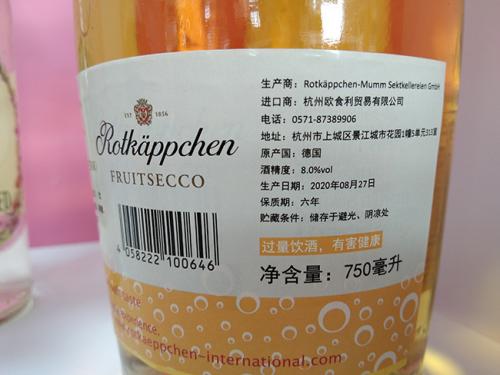 EST 1856
Rotkäppchen
FRUITSECCO
4 058222 100646
生产商：Rotkäppchen-Mumm Sektkellereien GmbH
进口商：杭州欧食利贸易有限公司
电话：0571-87389906
地址：杭州市上城区景江城市花园1幢5单元313室
原产国：德国
酒精度：8.0%vol
生产日期：2020年08月27日
保质期：六年
贮藏条件：储存于避光、阴凉处
过量饮酒，有害健康
净含量：750毫升
taste.
eppchen-international.com